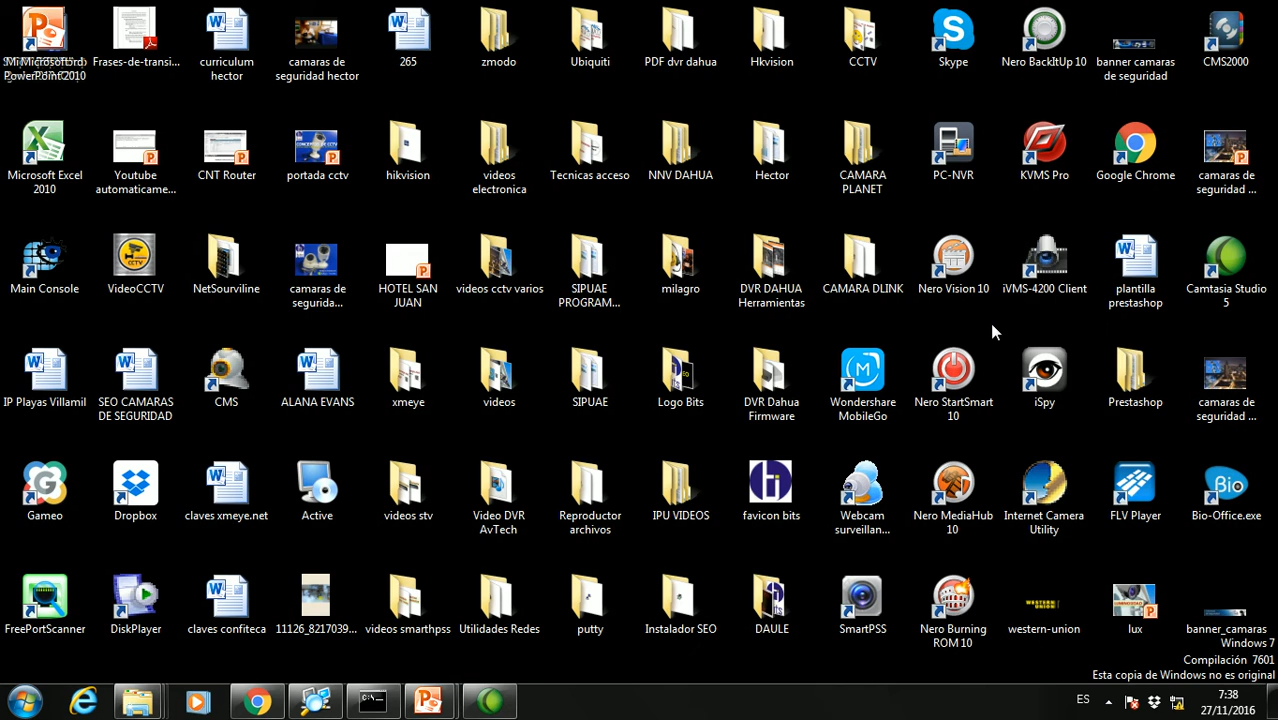 PowerPoint2010
Frases-de-transi...
curriculum
hector
camaras de
seguridad hector
265
zmodo
Ubiquiti
PDF dvr dahua
Hkvision
CCTV
Skype
Nero BackItUp 10
banner camaras
de seguridad
CMS2000
Microsoft Excel
2010
Youtube
automaticame...
CNT Router
portada cctv
hikvision
videos
electronica
Tecnicas acceso
NNV DAHUA
Hector
CAMARA
PLANET
PC-NVR
KVMS Pro
Google Chrome
camaras de
seguridad ...
Main Console
VideoCCTV
NetSourviline
camaras de
segurida...
HOTEL SAN
JUAN
videos cctv varios
SIPUAE
PROGRAM...
milagro
DVR DAHUA
Herramientas
CAMARA DLINK
Nero Vision 10
iVMS-4200 Client
plantilla
prestashop
Camtasia Studio
5
IP Playas Villamil
SEO CAMARAS
DE SEGURIDAD
CMS
ALANA EVANS
xmeye
videos
SIPUAE
Logo Bits
DVR Dahua
Firmware
Wondershare
MobileGo
Nero StartSmart
10
iSpy
Prestashop
camaras de
seguridad ...
Gameo
Dropbox
claves xmeye.net
Active
videos stv
Video DVR
AvTech
Reproductor
archivos
IPU VIDEOS
favicon bits
Webcam
surveillan...
Nero MediaHub
10
Internet Camera
Utility
FLV Player
Bio-Office.exe
FreePortScanner
DiskPlayer
claves confiteca
11126_8217039...
videos smarthpss
Utilidades Redes
putty
Instalador SEO
DAULE
SmartPSS
Nero Burning
ROM 10
western-union
lux
banner_camaras
Windows 7
Compilación 7601
Esta copia de Windows no es original
ES
7:38
27/11/2016